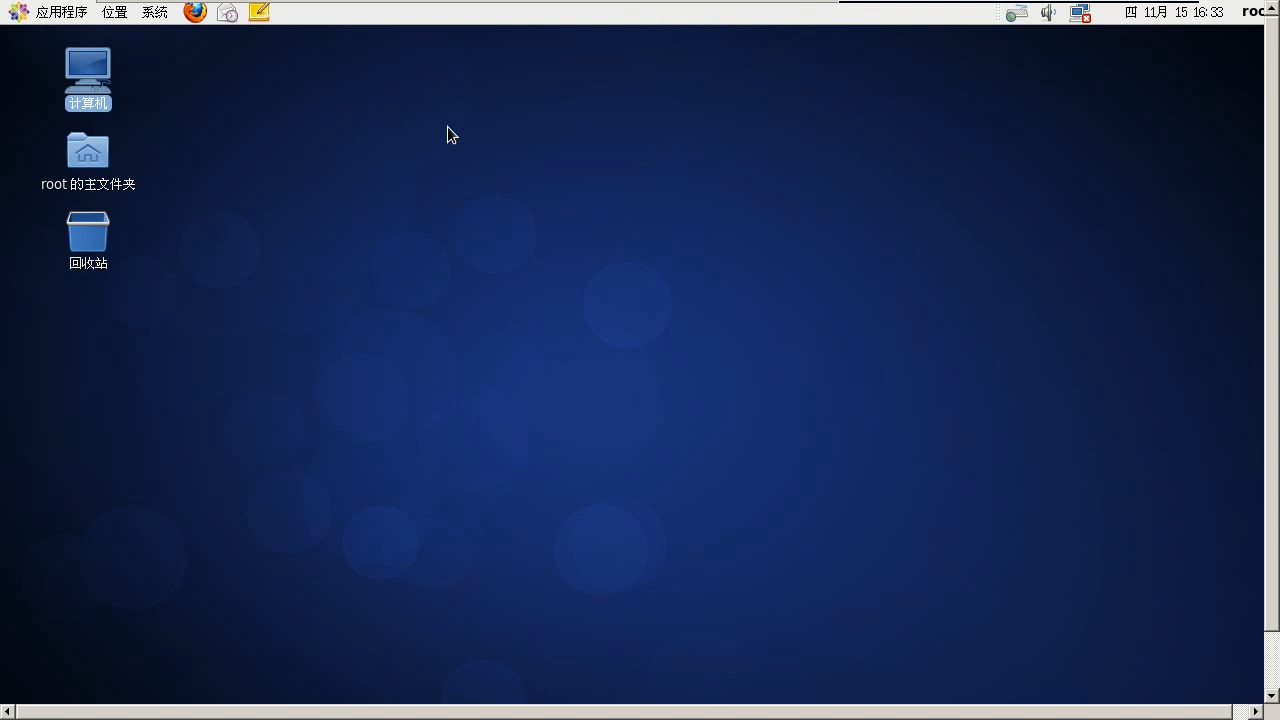 应用程序 位置 系统 四 11月 15 16:33
计算机
root 的主文件夹
回收站